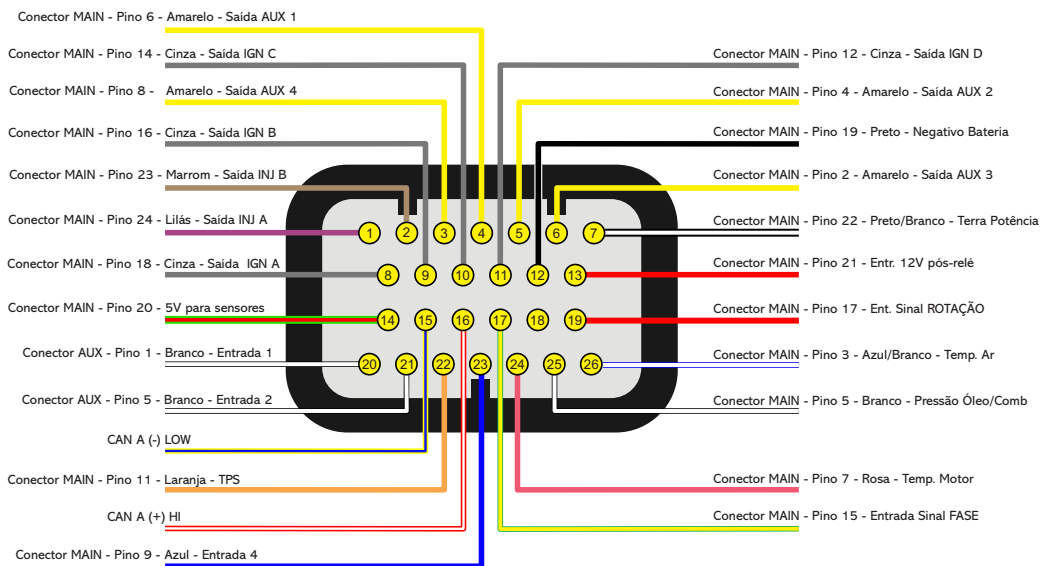 Conector MAIN - Pino 6 - Amarelo - Saída AUX 1
Conector MAIN - Pino 14 - Cinza - Saída IGN C
Conector MAIN - Pino 8 - Amarelo - Saída AUX 4
Conector MAIN - Pino 16 - Cinza - Saída IGN B
Conector MAIN - Pino 23 - Marrom - Saída INJ B
Conector MAIN - Pino 24 - Lilás - Saída INJ A
Conector MAIN - Pino 18 - Cinza - Saída IGN A
Conector MAIN - Pino 20 - 5V para sensores
Conector AUX - Pino 1 - Branco - Entrada 1
Conector AUX - Pino 5 - Branco - Entrada 2
CAN A (-) LOW
Conector MAIN - Pino 11 - Laranja - TPS
CAN A (+) HI
Conector MAIN - Pino 9 - Azul - Entrada 4
1 2 3 4 5 6 7
8 9 10 11 12 13
14 15 16 17 18 19
20 21 22 23 24 25 26
Conector MAIN - Pino 12 - Cinza - Saída IGN D
Conector MAIN - Pino 4 - Amarelo - Saída AUX 2
Conector MAIN - Pino 19 - Preto - Negativo Bateria
Conector MAIN - Pino 2 - Amarelo - Saída AUX 3
Conector MAIN - Pino 22 - Preto/Branco - Terra Potência
Conector MAIN - Pino 21 - Entr. 12V pós-relé
Conector MAIN - Pino 17 - Ent. Sinal ROTAÇÃO
Conector MAIN - Pino 3 - Azul/Branco - Temp. Ar
Conector MAIN - Pino 5 - Branco - Pressão Óleo/Comb
Conector MAIN - Pino 7 - Rosa - Temp. Motor
Conector MAIN - Pino 15 - Entrada Sinal FASE